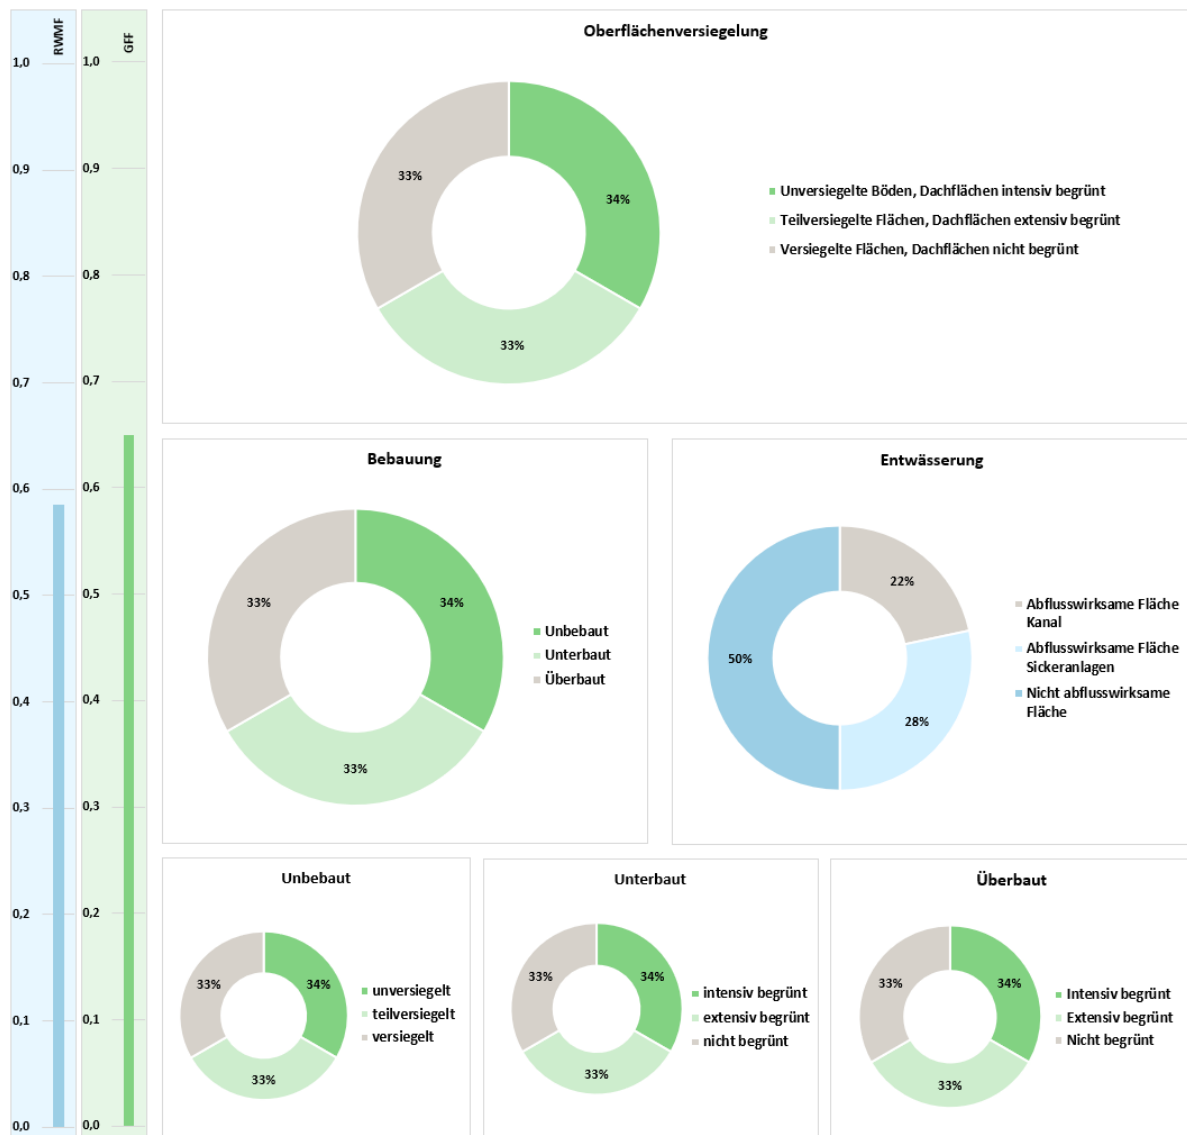 RWMF
1,0
0,9
0,8
0,7
0,6
0,5
0,4
0,3
0,2
0,1
0,0
GFF
1,0
0,9
0,8
0,7
0,6
0,5
0,4
0,3
0,2
0,1
0,0
Oberflächenversiegelung
33%
34%
33%
Unversiegelte Böden, Dachflächen intensiv begrünt
Teilversiegelte Flächen, Dachflächen extensiv begrünt
Versiegelte Flächen, Dachflächen nicht begrünt
Bebauung
33%
34%
33%
Unbebaut
Unterbaut
Überbaut
Entwässerung
22%
50%
28%
Abflusswirksame Fläche
Kanal
Abflusswirksame Fläche
Sickeranlagen
Nicht abflusswirksame
Fläche
Unbebaut
33%
34%
33%
unversiegelt
teilversiegelt
versiegelt
Unterbaut
33%
34%
33%
intensiv begrünt
extensiv begrünt
nicht begrünt
Überbaut
33%
34%
33%
Intensiv begrünt
Extensiv begrünt
Nicht begrünt